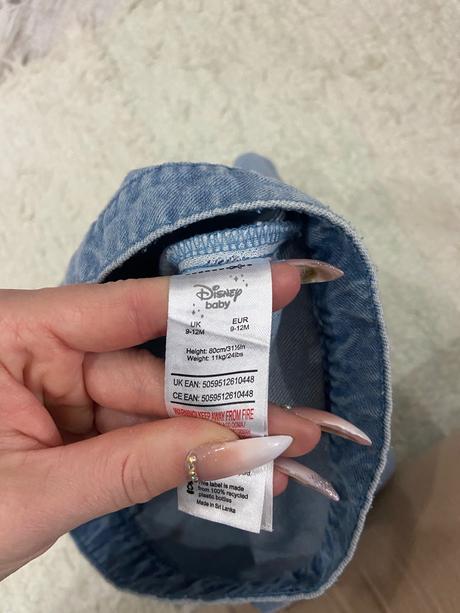 Disney
baby
UK EUR
9-12M 9-12M
Height: 80cm/31½in
Weight: 11kg/24lbs
UK EAN: 5059512610448
CE EAN: 5059512610448
WARNING KEEP AWAY FROM FIRE
This label is made
from 100% recycled
plastic bottles
Made in Sri Lanka